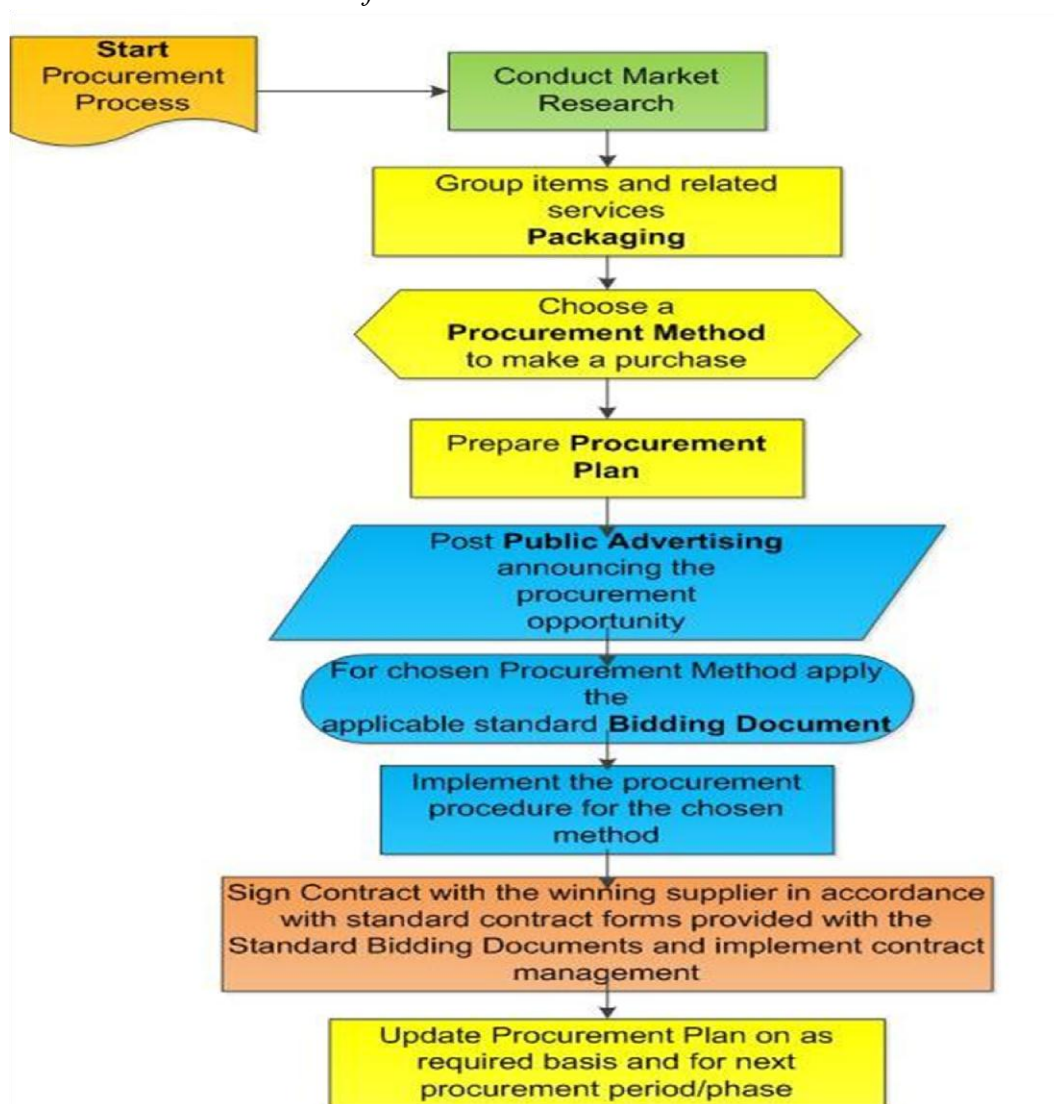 Start
Procurement
Process
Conduct Market
Research
Group items and related
services
Packaging
Choose a
Procurement Method
to make a purchase
Prepare Procurement
Plan
Post Public Advertising
announcing the
procurement
opportunity
For chosen Procurement Method apply
the
applicable standard Bidding Document
Implement the procurement
procedure for the chosen
method
Sign Contract with the winning supplier in accordance
with standard contract forms provided with the
Standard Bidding Documents and implement contract
management
Update Procurement Plan on as
required basis and for next
procurement period/phase